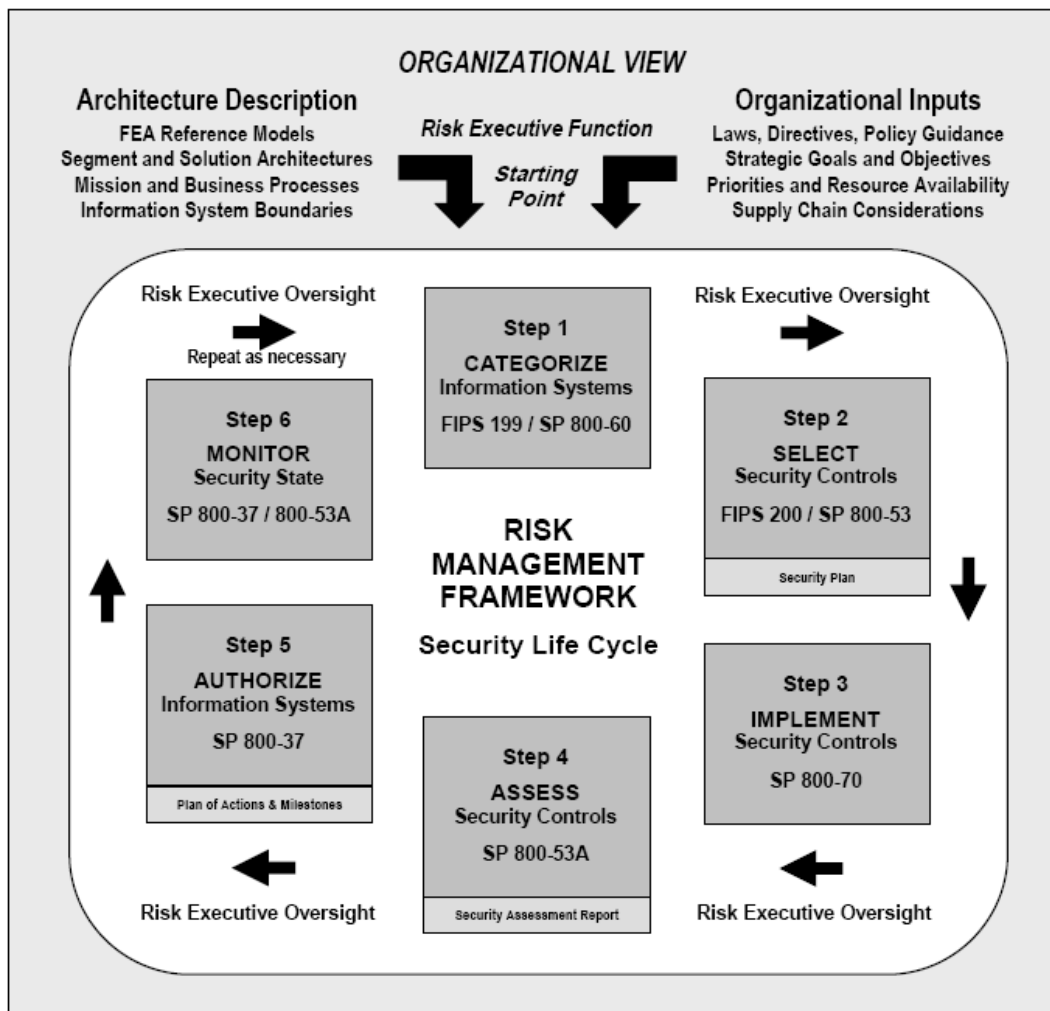 ORGANIZATIONAL VIEW
Architecture Description
FEA Reference Models
Segment and Solution Architectures
Mission and Business Processes
Information System Boundaries
Risk Executive Function
Starting
Point
Organizational Inputs
Laws, Directives, Policy Guidance
Strategic Goals and Objectives
Priorities and Resource Availability
Supply Chain Considerations
Risk Executive Oversight
Repeat as necessary
Step 1
CATEGORIZE
Information Systems
FIPS 199 / SP 800-60
Risk Executive Oversight
Step 2
SELECT
Security Controls
FIPS 200 / SP 800-53
Security Plan
Step 6
MONITOR
Security State
SP 800-37 / 800-53A
RISK
MANAGEMENT
FRAMEWORK
Security Life Cycle
Step 3
IMPLEMENT
Security Controls
SP 800-70
Step 5
AUTHORIZE
Information Systems
SP 800-37
Plan of Actions & Milestones
Step 4
ASSESS
Security Controls
SP 800-53A
Security Assessment Report
Risk Executive Oversight
Risk Executive Oversight